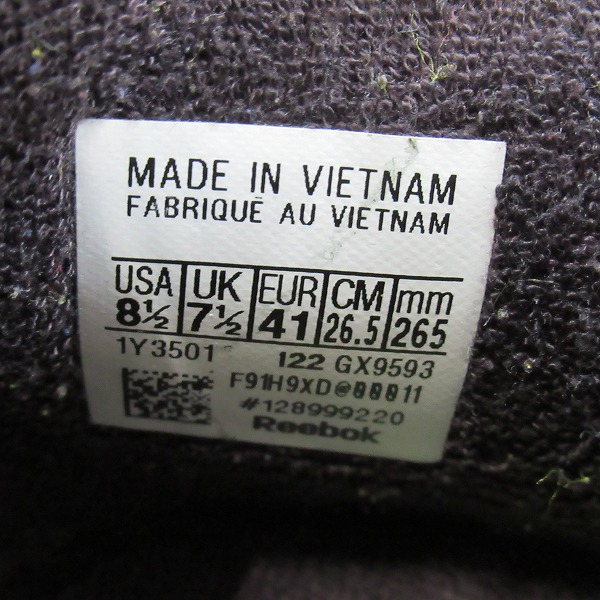 MADE IN VIETNAM
FABRIQUÉ AU VIETNAM
USA UK EUR CM mm
8½ 7½ 41 26.5 265
1Y3501 122 GX9593
F91H9XD@00011
#128999220
Reebok